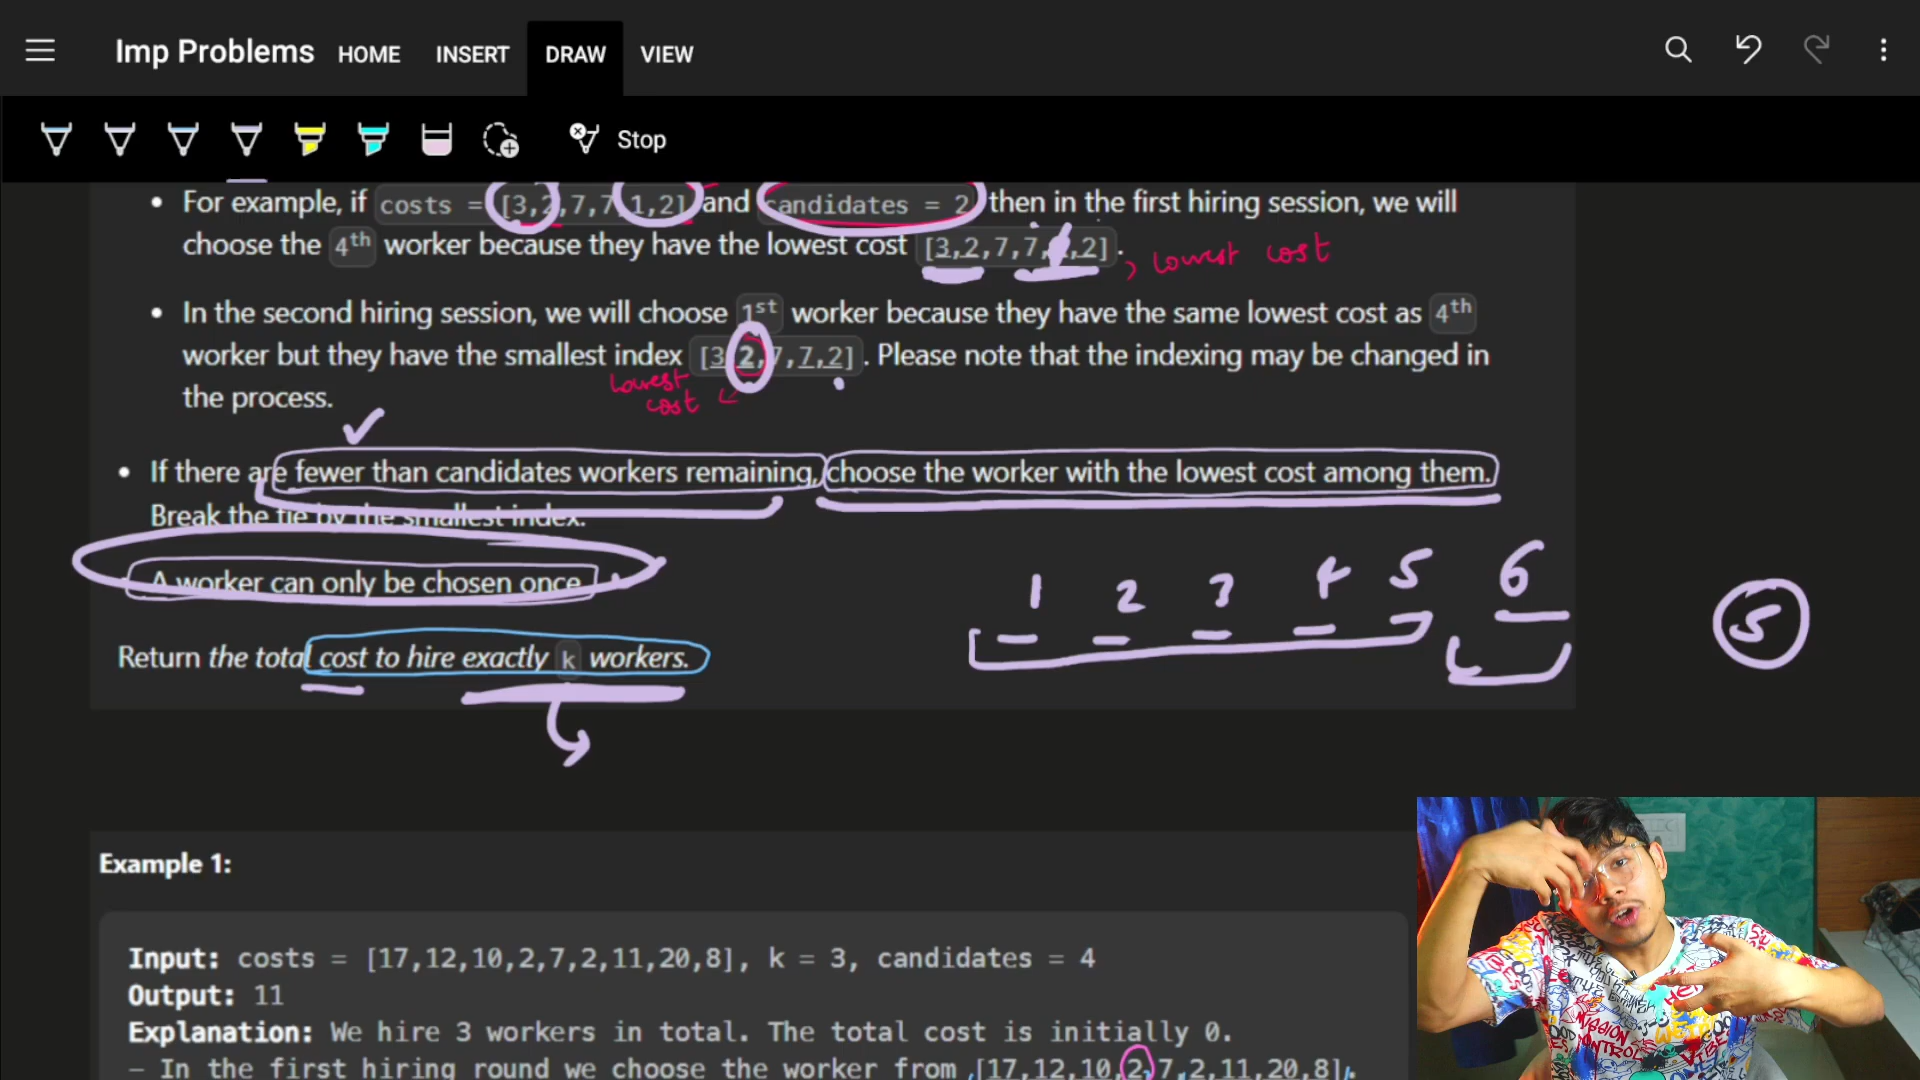 Imp Problems HOME INSERT DRAW VIEW
Stop
For example, if costs = [3,2,7,7,1,2] and candidates = 2 then in the first hiring session, we will
choose the 4th worker because they have the lowest cost [3,2,7,7, ,2].
, lowest cost
In the second hiring session, we will choose 1st worker because they have the same lowest cost as 4th
worker but they have the smallest index [3 2,7,7,2]. Please note that the indexing may be changed in
lowest
cost
the process.
If there are fewer than candidates workers remaining, choose the worker with the lowest cost among them.
Break the tie by the smallest index.
A worker can only be chosen once.
1 2 3 4 5 6
5
Return the total cost to hire exactly k workers.
Example 1:
Input: costs = [17,12,10,2,7,2,11,20,8], k = 3, candidates = 4
Output: 11
Explanation: We hire 3 workers in total. The total cost is initially 0.
- In the first hiring round we choose the worker from [17,12,10,2,7,2,11,20,8].